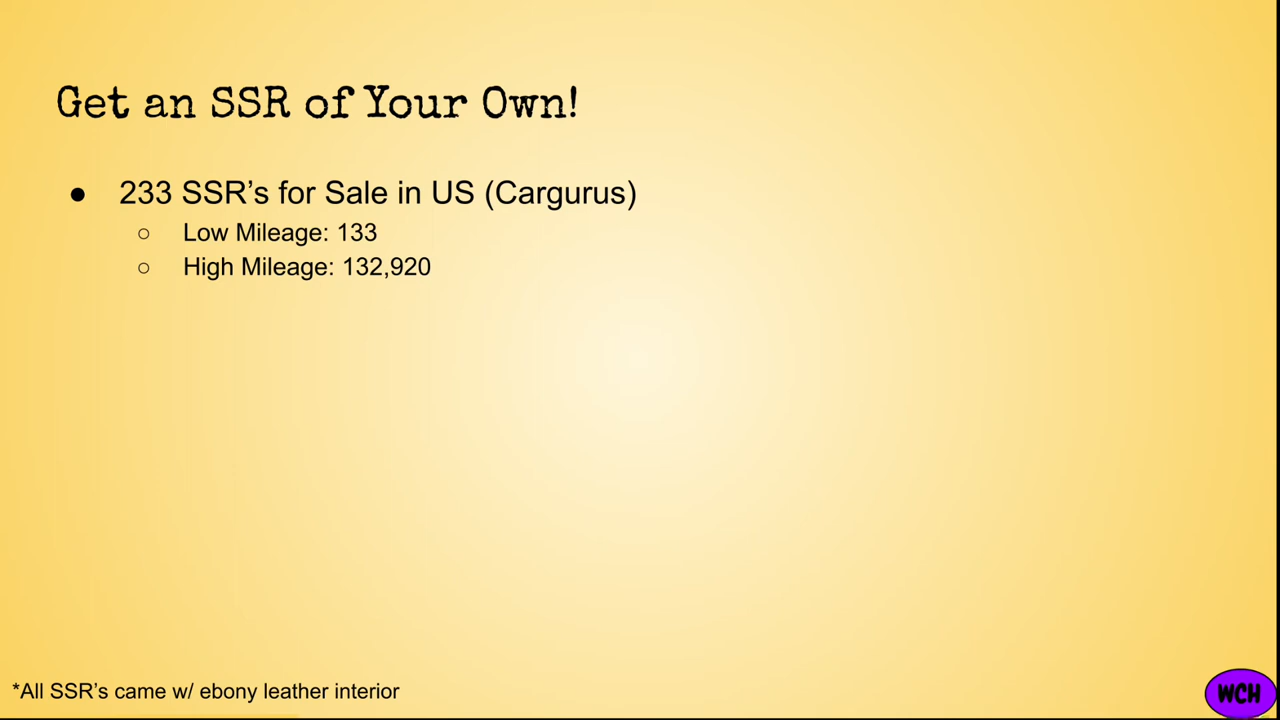 Get an SSR of Your Own!
● 233 SSR's for Sale in US (Cargurus)
○ Low Mileage: 133
○ High Mileage: 132,920
*All SSR's came w/ ebony leather interior
WCH